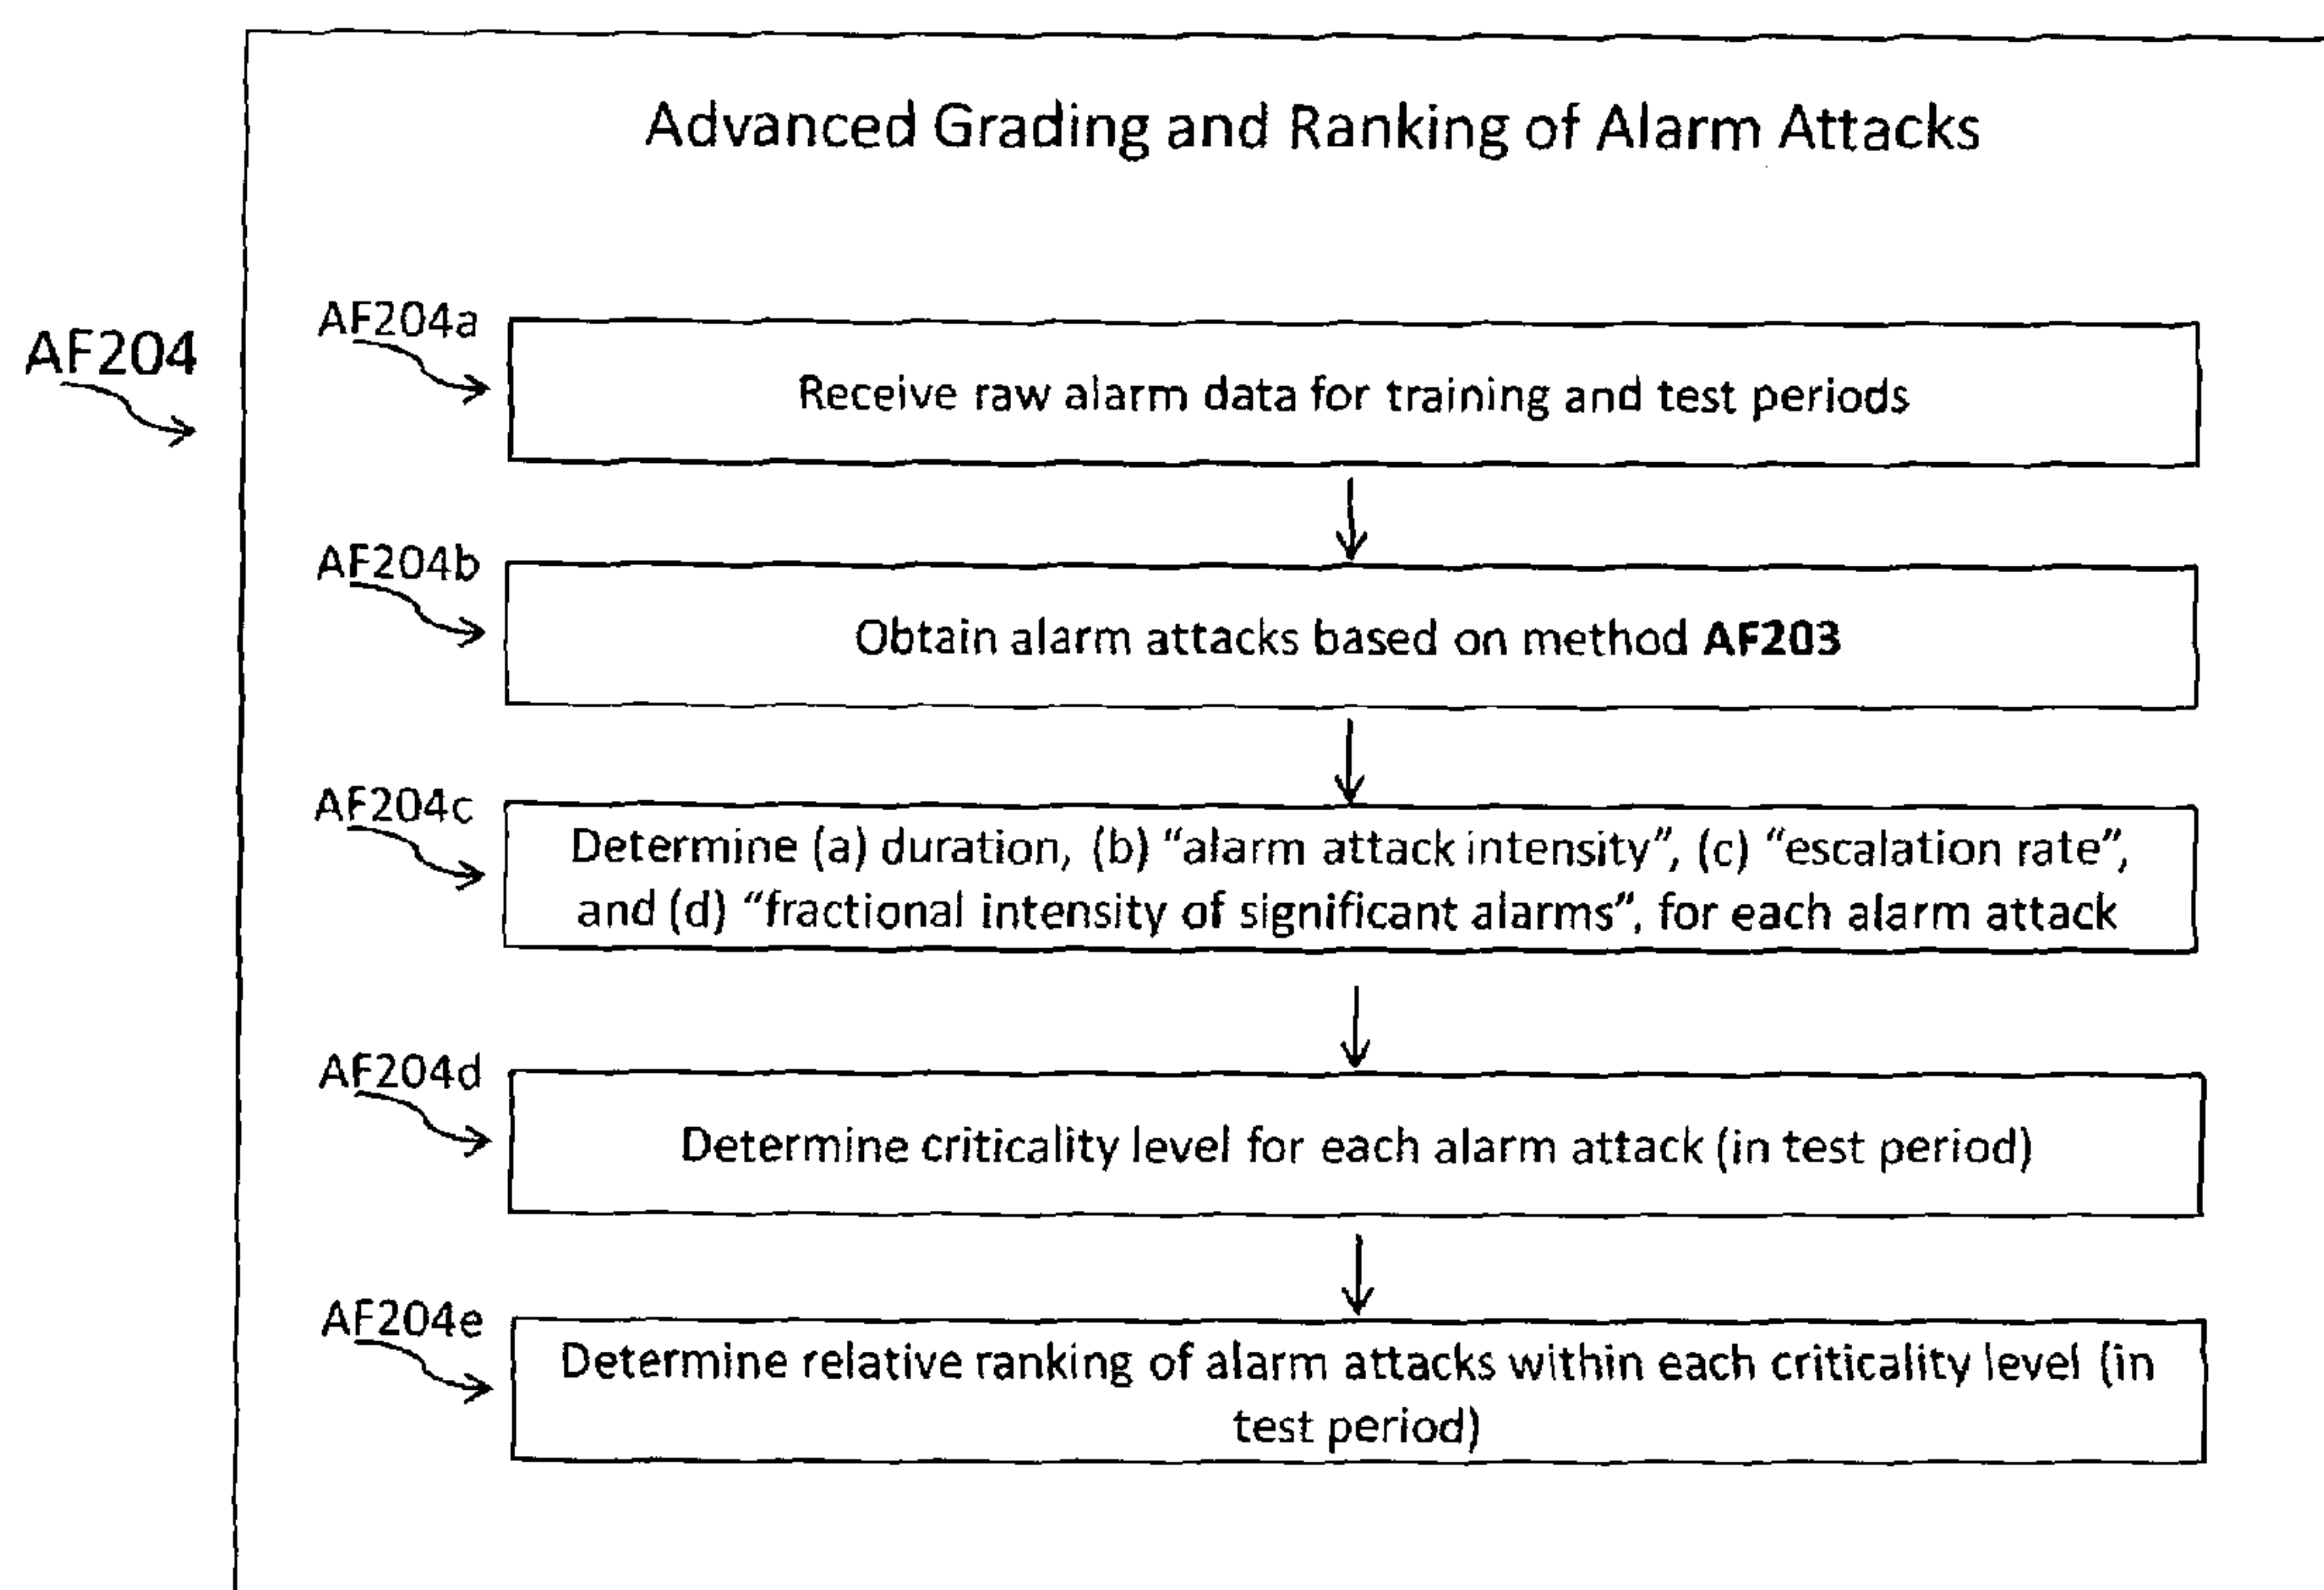 Advanced Grading and Ranking of Alarm Attacks
AF204
AF204a
Receive raw alarm data for training and test periods
AF204b
Obtain alarm attacks based on method AF203
AF204c
Determine (a) duration, (b) “alarm attack intensity”, (c) “escalation rate”,
and (d) “fractional intensity of significant alarms”, for each alarm attack
AF204d
Determine criticality level for each alarm attack (in test period)
AF204e
Determine relative ranking of alarm attacks within each criticality level (in
test period)